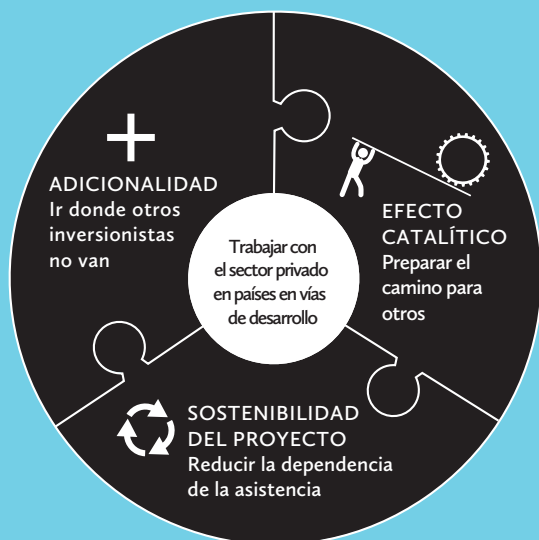 ADICIONALIDAD
Ir donde otros
inversionistas
no van
EFECTO
CATALÍTICO
Preparar el
camino para
otros
Trabajar con
el sector privado
en países en vías
de desarrollo
SOSTENIBILIDAD
DEL PROYECTO
Reducir la dependencia
de la asistencia